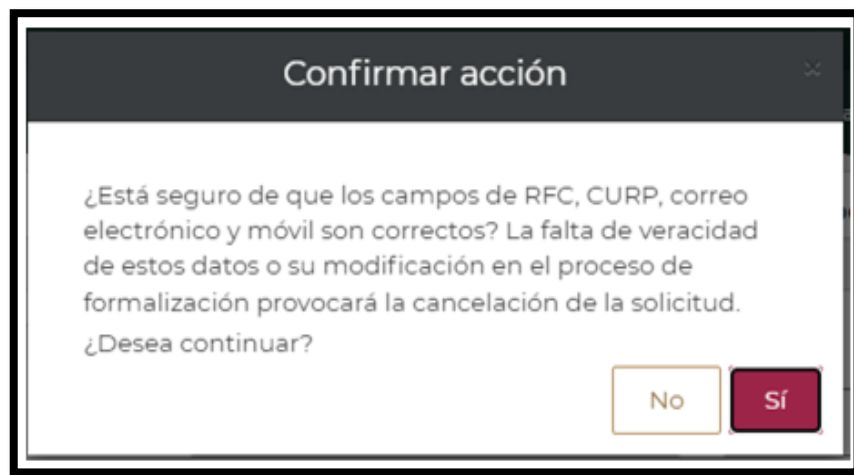 Confirmar acción
¿Está seguro de que los campos de RFC, CURP, correo
electrónico y móvil son correctos? La falta de veracidad
de estos datos o su modificación en el proceso de
formalización provocará la cancelación de la solicitud.
¿Desea continuar?
No
Sí